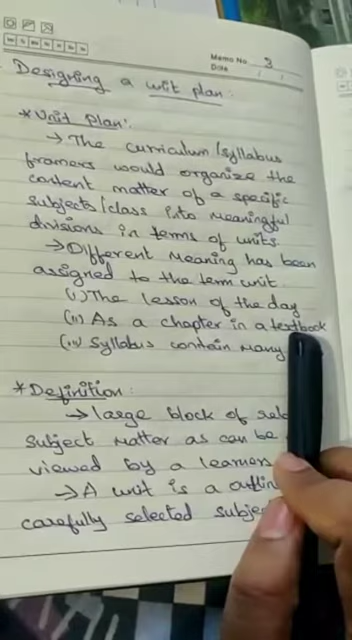 Memo No. 3
Date / /
Designing a unit plan:
*Unit Plan:
→ The curriculum/syllabus
framers would organize the
content matter of a specific
subjects/class into meaningful
divisions in terms of units.
→ Different Meaning has been
assigned to the term unit
(i) The lesson of the day
(ii) As a chapter in a textbook
(iii) Syllabus contain many
*Definition:
→ large block of
subject matter as can be
viewed by a learner
→ A unit is a
carefully selected